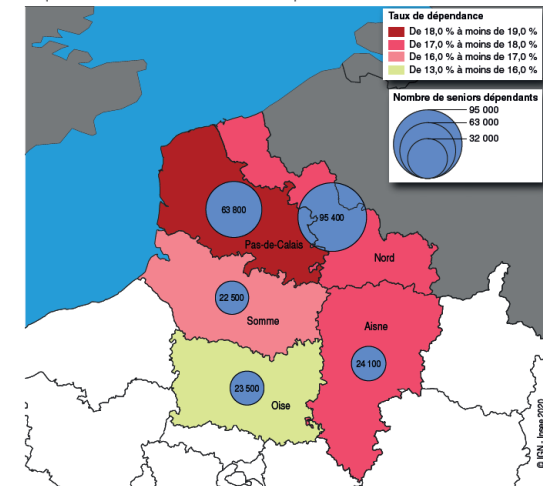 Taux de dépendance
De 18,0 % à moins de 19,0 %
De 17,0 % à moins de 18,0 %
De 16,0 % à moins de 17,0 %
De 13,0 % à moins de 16,0 %
Nombre de seniors dépendants
95 000
63 000
32 000
63 800
95 400
Pas-de-Calais
Nord
22 500
Somme
Aisne
24 100
23 500
Oise
© IGN - Insee 2020